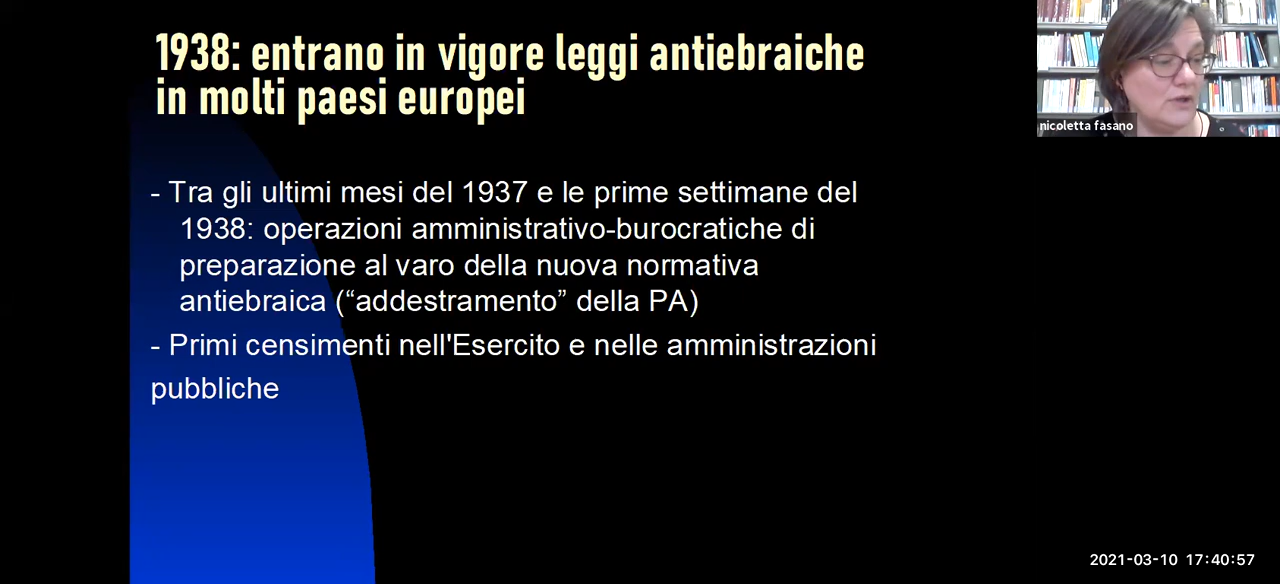 1938: entrano in vigore leggi antiebraiche
in molti paesi europei
nicoletta fasano
- Tra gli ultimi mesi del 1937 e le prime settimane del
1938: operazioni amministrativo-burocratiche di
preparazione al varo della nuova normativa
antiebraica (“addestramento” della PA)
- Primi censimenti nell'Esercito e nelle amministrazioni
pubbliche
2021-03-10 17:40:57